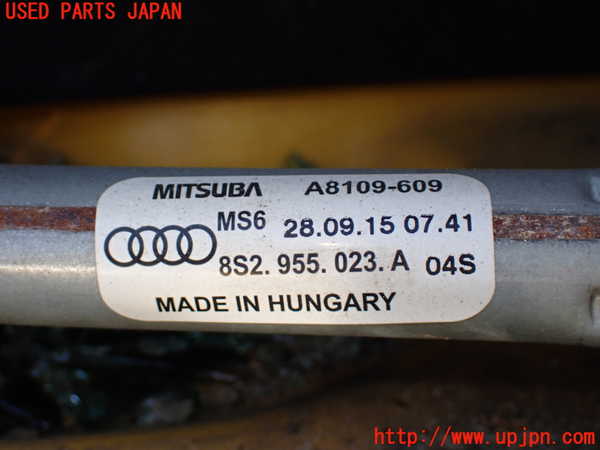 USED PARTS JAPAN
MITSUBA A8109-609
MS6 28.09.15 07.41
8S2.955.023.A 04S
MADE IN HUNGARY
http://www.upjpn.com/